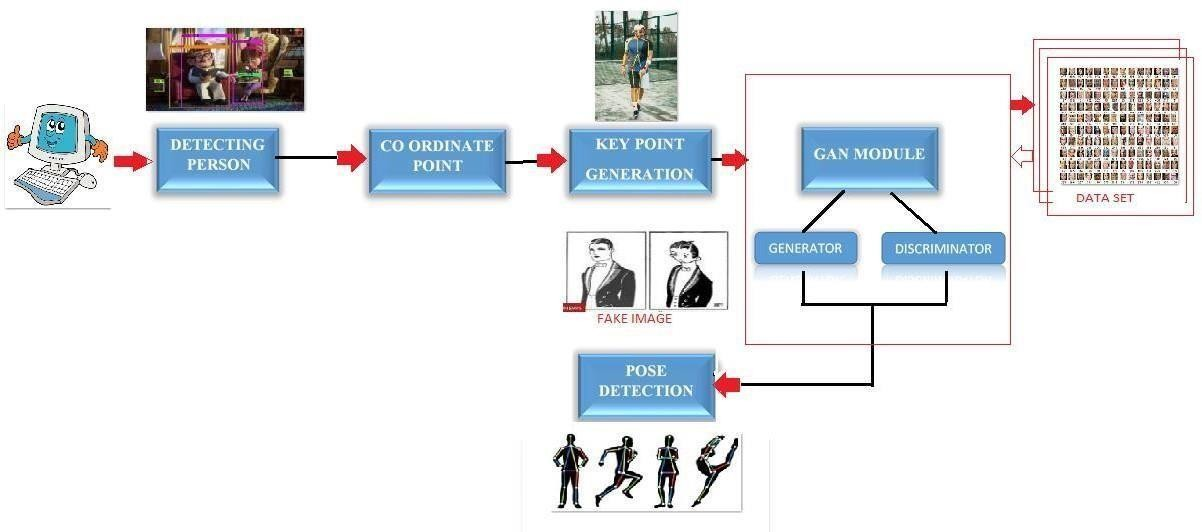 DETECTING
PERSON
CO ORDINATE
POINT
KEY POINT
GENERATION
GAN MODULE
DATA SET
GENERATOR
DISCRIMINATOR
FAKE IMAGE
POSE
DETECTION